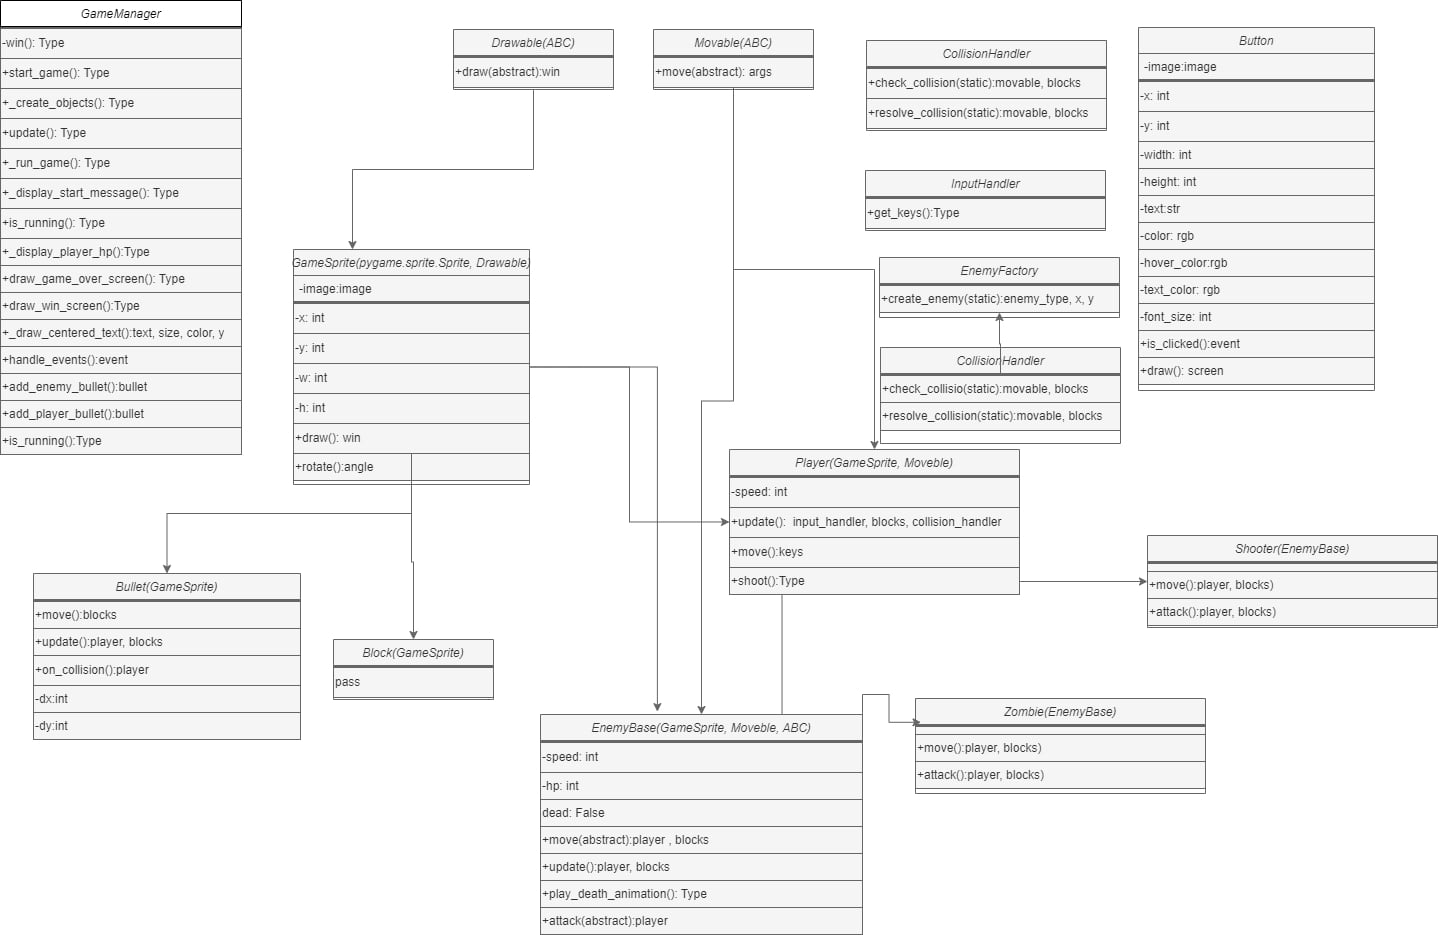 GameManager
-win(): Type
+start_game(): Type
+_create_objects(): Type
+update(): Type
+_run_game(): Type
+_display_start_message(): Type
+is_running(): Type
+_display_player_hp():Type
+draw_game_over_screen(): Type
+draw_win_screen():Type
+_draw_centered_text():text, size, color, y
+handle_events():event
+add_enemy_bullet():bullet
+add_player_bullet():bullet
+is_running():Type
Drawable(ABC)
+draw(abstract):win
Movable(ABC)
+move(abstract): args
CollisionHandler
+check_collision(static):movable, blocks
+resolve_collision(static):movable, blocks
Button
-image:image
-x: int
-y: int
-width: int
-height: int
-text:str
-color: rgb
-hover_color:rgb
-text_color: rgb
-font_size: int
+is_clicked():event
+draw(): screen
InputHandler
+get_keys():Type
GameSprite(pygame.sprite.Sprite, Drawable)
-image:image
-x: int
-y: int
-w: int
-h: int
+draw(): win
+rotate():angle
EnemyFactory
+create_enemy(static):enemy_type, x, y
CollisionHandler
+check_collisio(static):movable, blocks
+resolve_collision(static):movable, blocks
Player(GameSprite, Moveble)
-speed: int
+update():  input_handler, blocks, collision_handler
+move():keys
+shoot():Type
Shooter(EnemyBase)
+move():player, blocks)
+attack():player, blocks)
Bullet(GameSprite)
+move():blocks
+update():player, blocks
+on_collision():player
-dx:int
-dy:int
Block(GameSprite)
pass
EnemyBase(GameSprite, Moveble, ABC)
-speed: int
-hp: int
dead: False
+move(abstract):player , blocks
+update():player, blocks
+play_death_animation(): Type
+attack(abstract):player
Zombie(EnemyBase)
+move():player, blocks)
+attack():player, blocks)